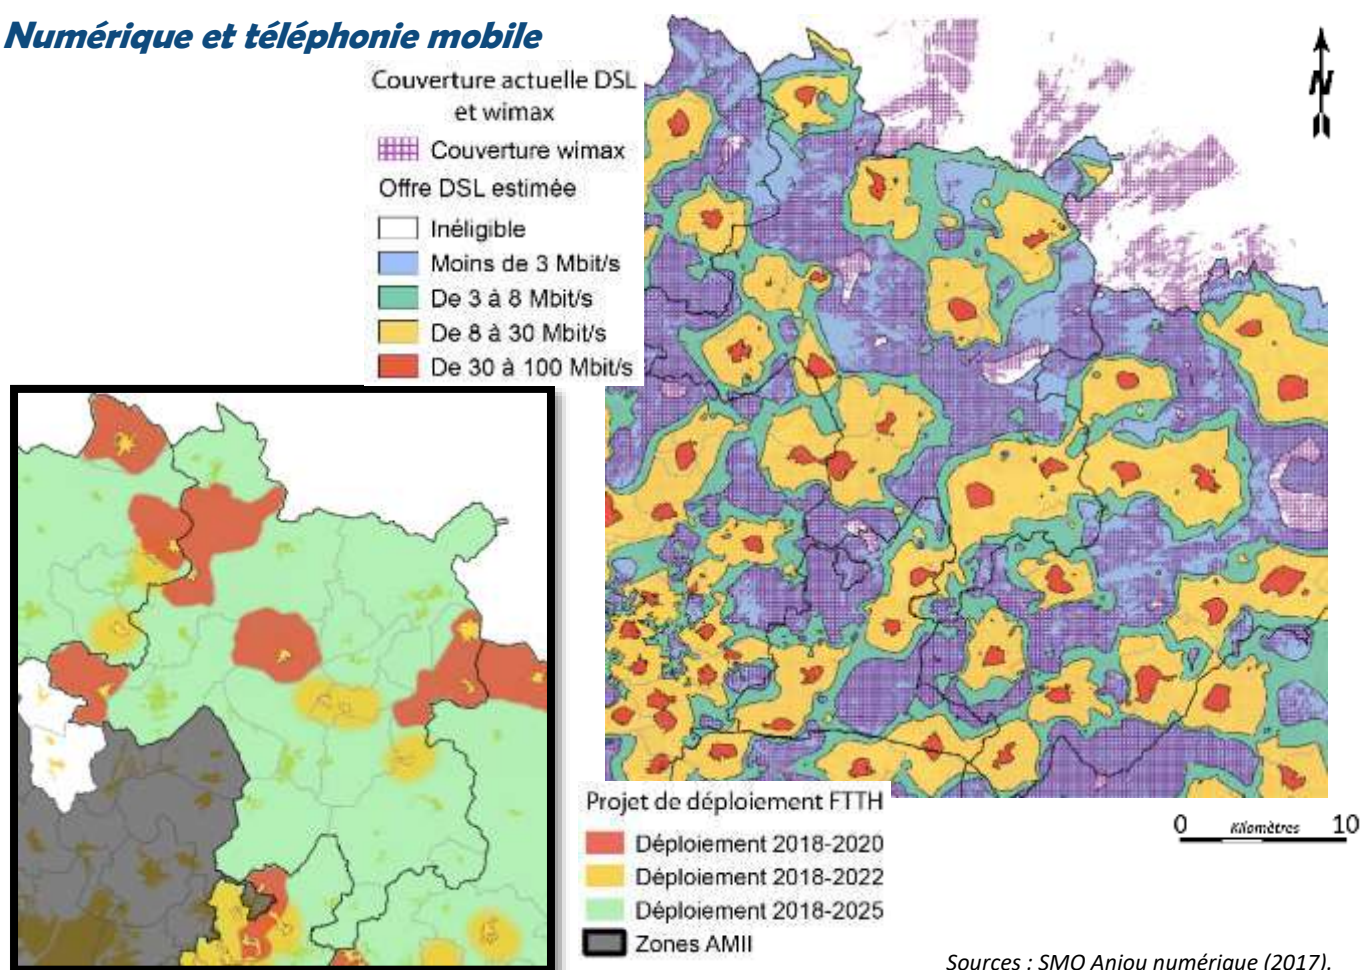 Numérique et téléphonie mobile
Couverture actuelle DSL
et wimax
Couverture wimax
Offre DSL estimée
Inéligible
Moins de 3 Mbit/s
De 3 à 8 Mbit/s
De 8 à 30 Mbit/s
De 30 à 100 Mbit/s
N
Projet de déploiement FTTH
Déploiement 2018-2020
Déploiement 2018-2022
Déploiement 2018-2025
Zones AMII
0 Kilomètres 10
Sources : SMO Anjou numérique (2017).